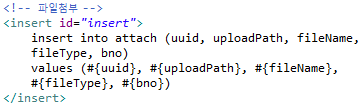 <!-- 파일첨부 -->
<insert id="insert">
insert into attach (uuid, uploadPath, fileName,
fileType, bno)
values (#{uuid}, #{uploadPath}, #{fileName},
#{fileType}, #{bno})
</insert>